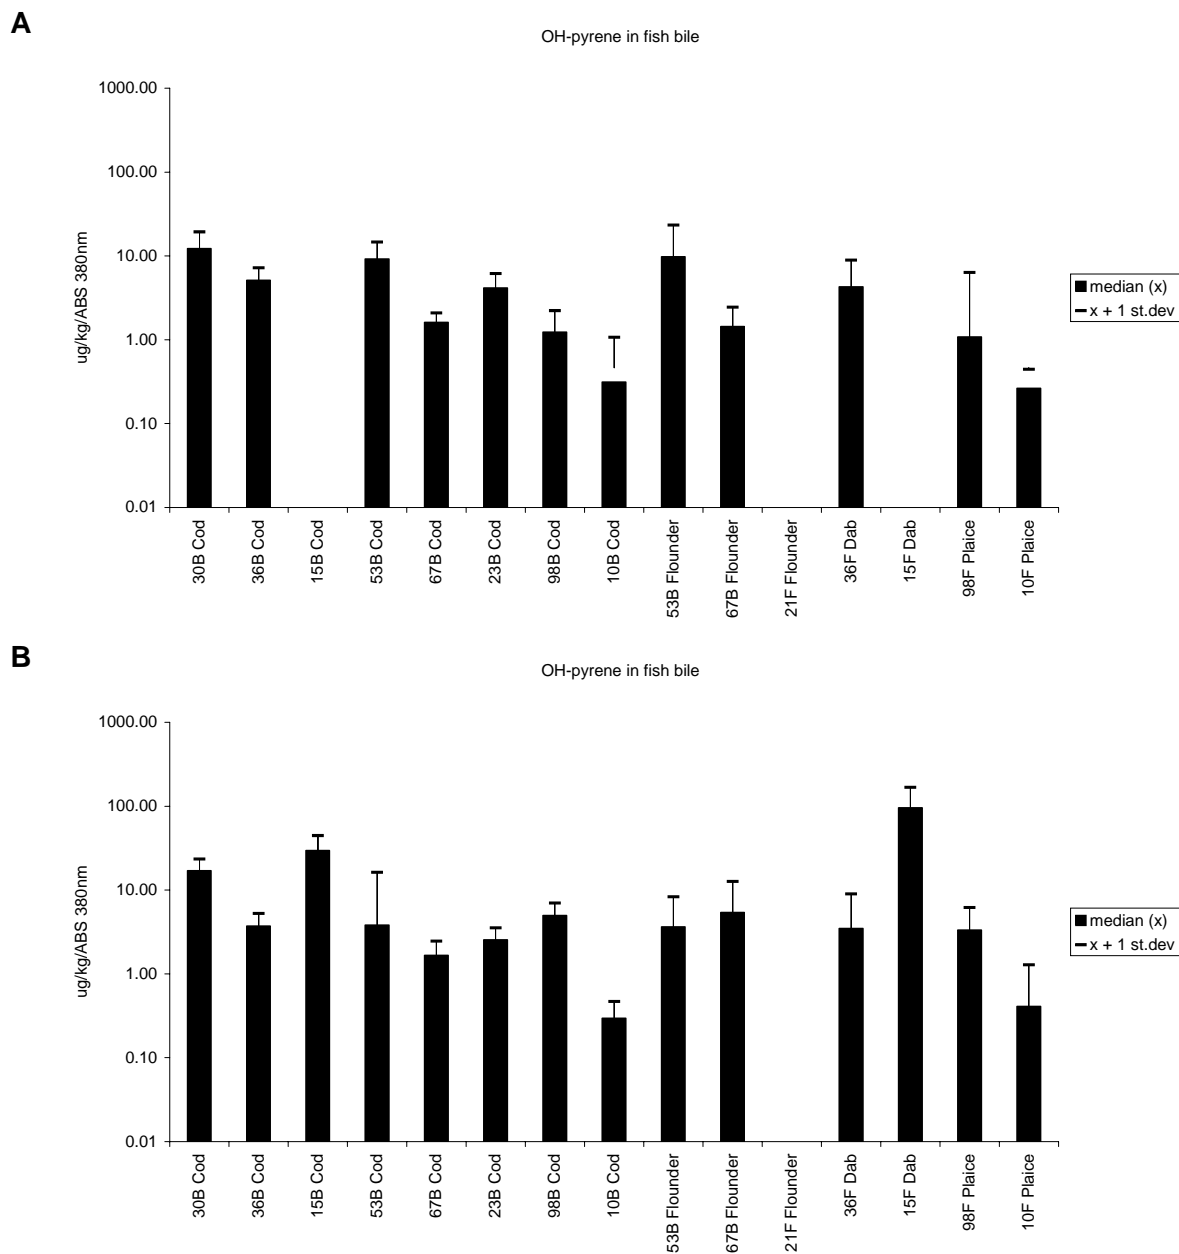 A
OH-pyrene in fish bile
1000.00
100.00
10.00
1.00
0.10
0.01
ug/kg/ABS 380nm
30B Cod
36B Cod
15B Cod
53B Cod
67B Cod
23B Cod
98B Cod
10B Cod
53B Flounder
67B Flounder
21F Flounder
36F Dab
15F Dab
98F Plaice
10F Plaice
median (x)
x + 1 st.dev
B
OH-pyrene in fish bile
1000.00
100.00
10.00
1.00
0.10
0.01
ug/kg/ABS 380nm
30B Cod
36B Cod
15B Cod
53B Cod
67B Cod
23B Cod
98B Cod
10B Cod
53B Flounder
67B Flounder
21F Flounder
36F Dab
15F Dab
98F Plaice
10F Plaice
median (x)
x + 1 st.dev